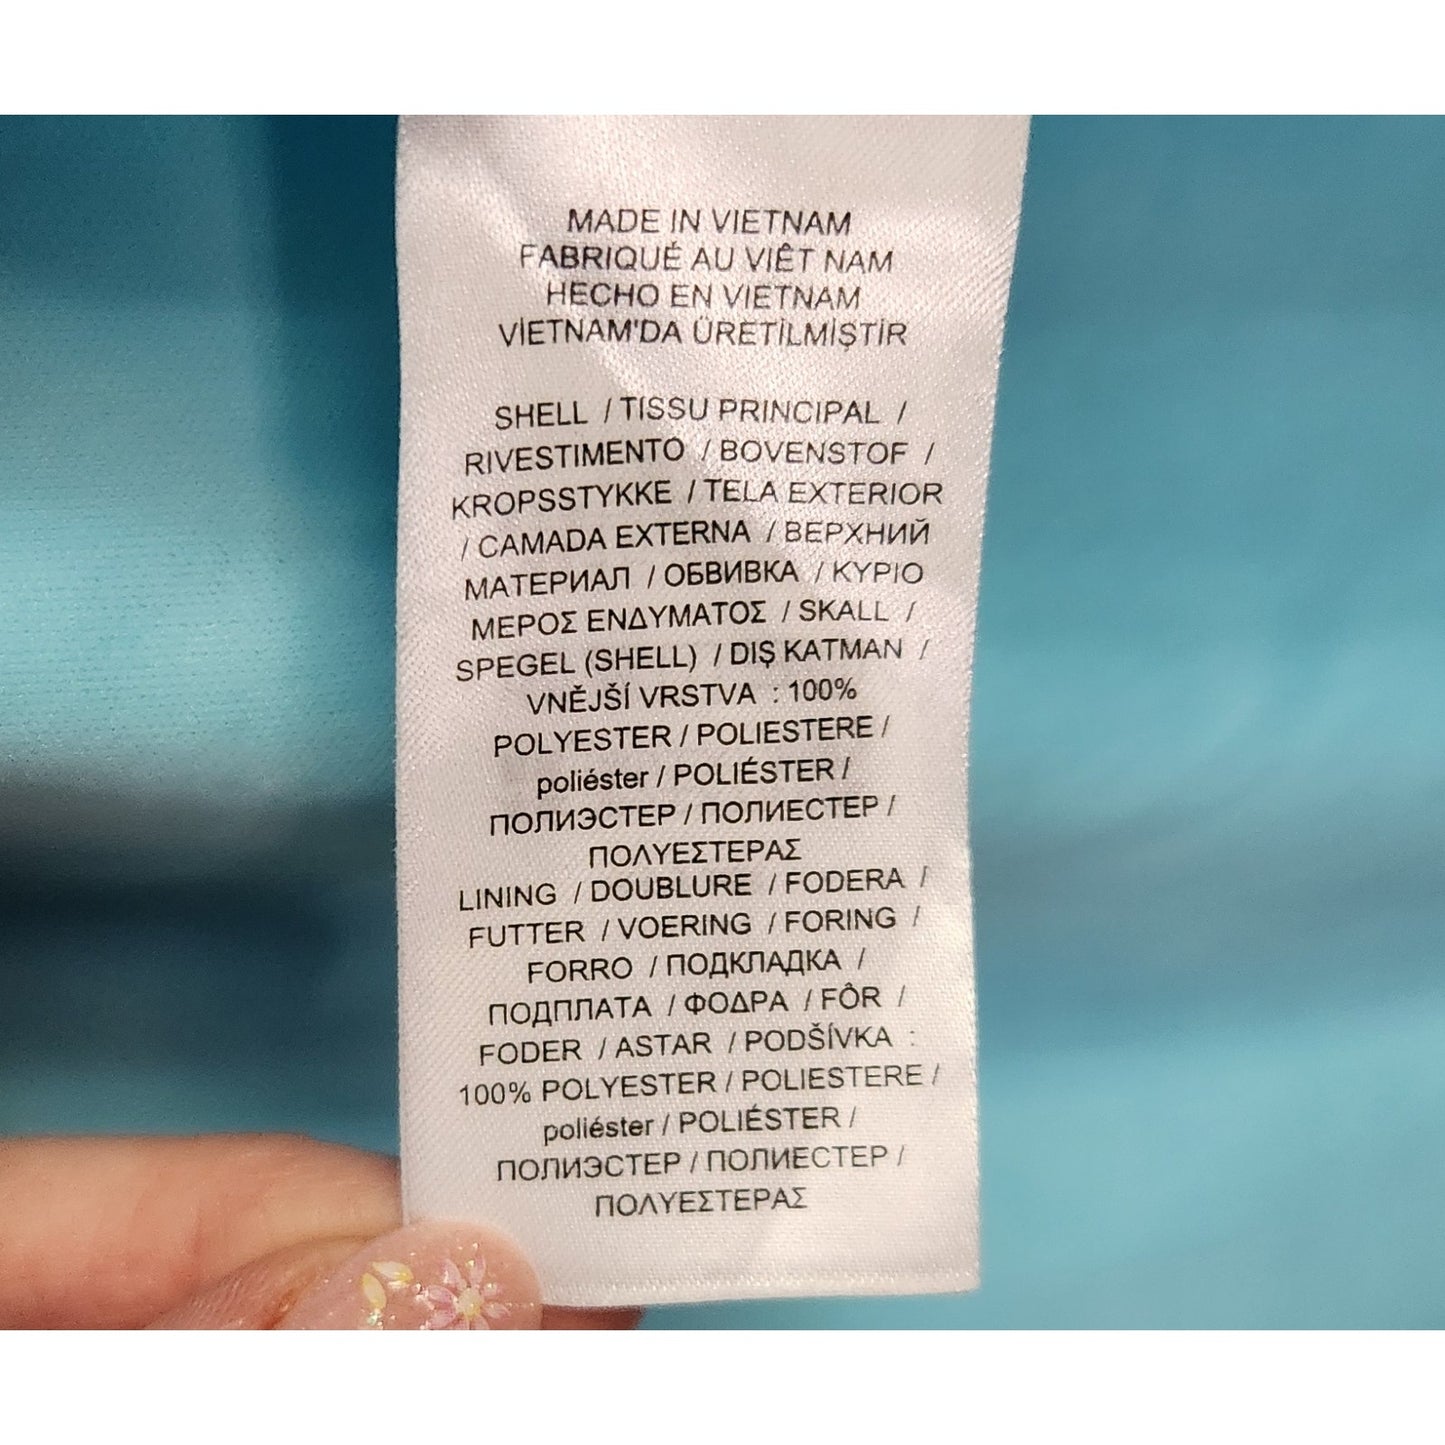 MADE IN VIETNAM
FABRIQUÉ AU VIÊT NAM
HECHO EN VIETNAM
VİETNAM'DA ÜRETİLMİŞTİR
SHELL / TISSU PRINCIPAL /
RIVESTIMENTO / BOVENSTOF /
KROPSSTYKKE / TELA EXTERIOR
/ CAMADA EXTERNA / ВЕРХНИЙ
МАТЕРИАЛ / ОБВИВКА / ΚΥΡΙΟ
ΜΕΡΟΣ ΕΝΔΥΜΑΤΟΣ / SKALL /
SPEGEL (SHELL) / DIŞ KATMAN /
VNĚJŠÍ VRSTVA : 100%
POLYESTER / POLIESTERE /
poliéster / POLIÉSTER /
ПОЛИЭСТЕР / ПОЛИЕСТЕР /
ΠΟΛΥΕΣΤΕΡΑΣ
LINING / DOUBLURE / FODERA /
FUTTER / VOERING / FORING /
FORRO / ПОДКЛАДКА /
ПОДПЛАТА / ΦΟΔΡΑ / FÔR /
FODER / ASTAR / PODŠÍVKA :
100% POLYESTER / POLIESTERE /
poliéster / POLIÉSTER /
ПОЛИЭСТЕР / ПОЛИЕСТЕР /
ΠΟΛΥΕΣΤΕΡΑΣ